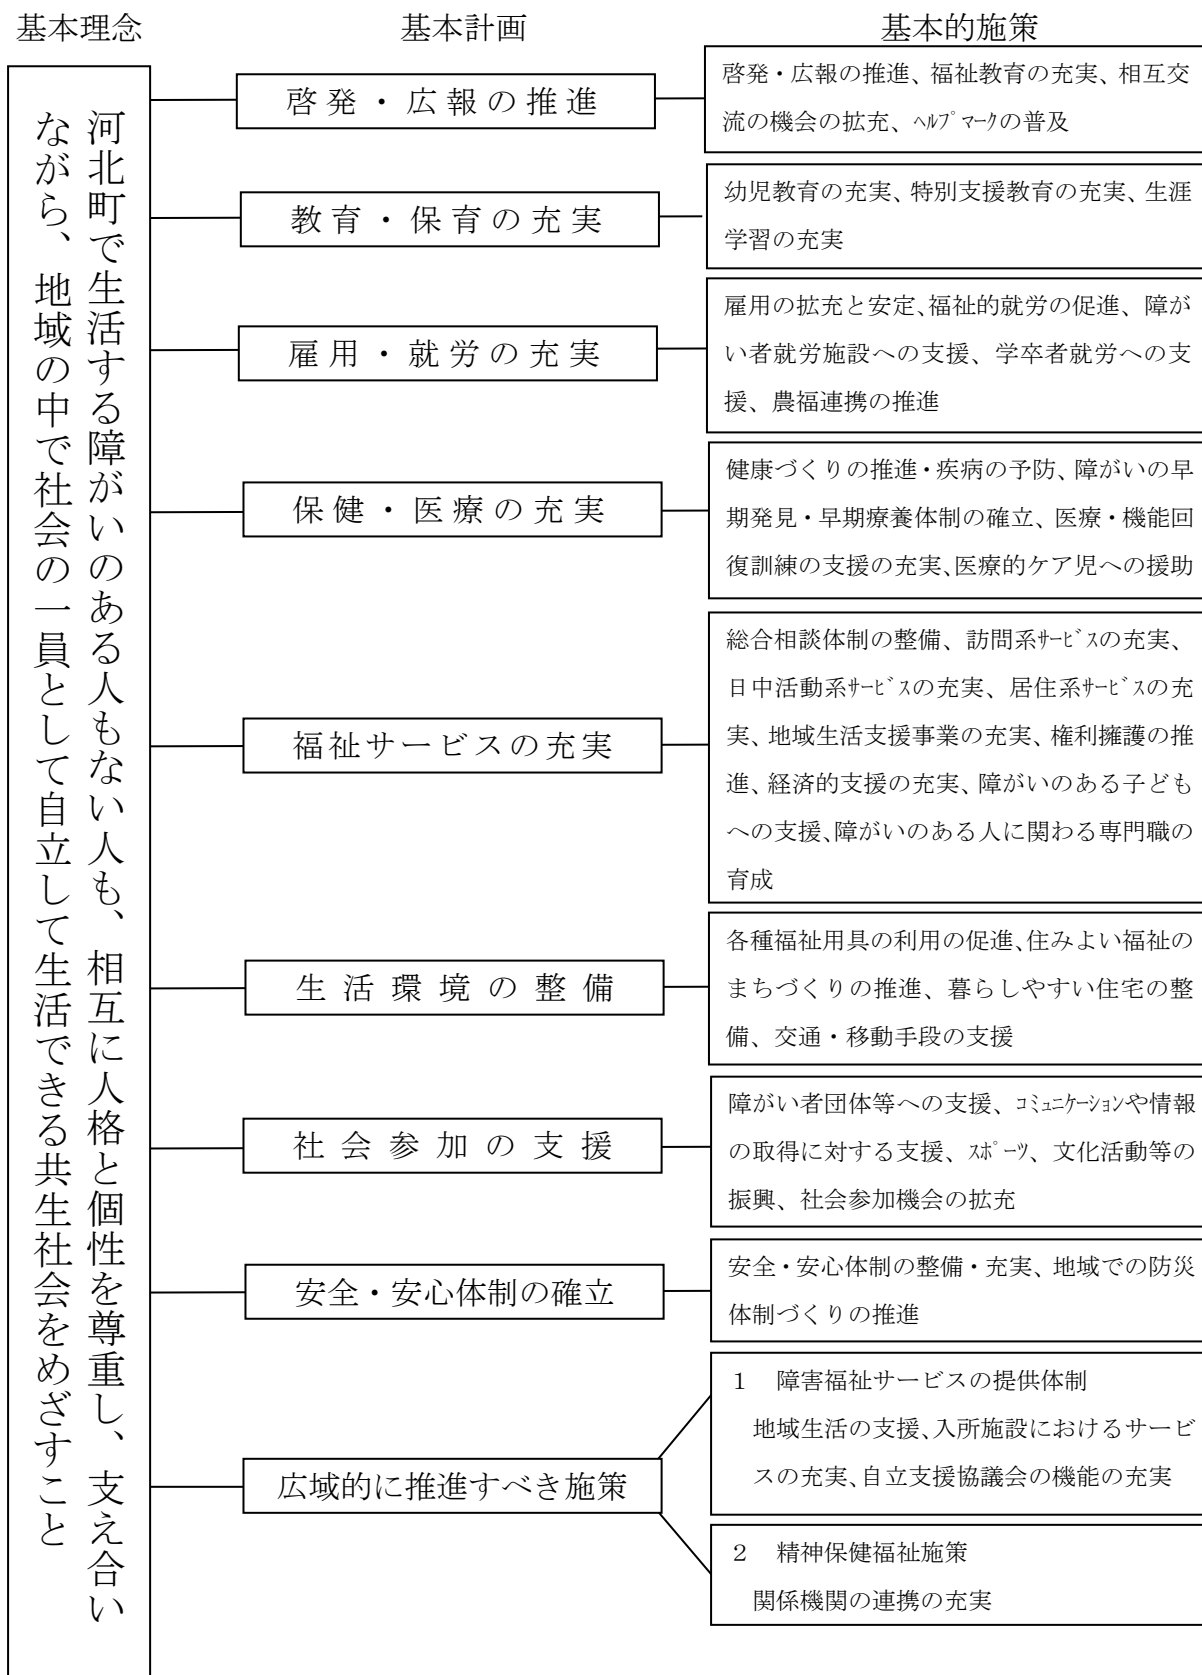 基本理念
基本計画
基本的施策
河北町で生活する障がいのある人もない人も、相互に人格と個性を尊重し、支え合い
ながら、地域の中で社会の一員として自立して生活できる共生社会をめざすこと
啓発・広報の推進
啓発・広報の推進、福祉教育の充実、相互交
流の機会の拡充、ﾍﾙﾌﾟﾏｰｸの普及
教育・保育の充実
幼児教育の充実、特別支援教育の充実、生涯
学習の充実
雇用・就労の充実
雇用の拡充と安定、福祉的就労の促進、障が
い者就労施設への支援、学卒者就労への支
援、農福連携の推進
保健・医療の充実
健康づくりの推進・疾病の予防、障がいの早
期発見・早期療養体制の確立、医療・機能回
復訓練の支援の充実、医療的ケア児への援助
福祉サービスの充実
総合相談体制の整備、訪問系ｻｰﾋﾞｽの充実、
日中活動系ｻｰﾋﾞｽの充実、居住系ｻｰﾋﾞｽの充
実、地域生活支援事業の充実、権利擁護の推
進、経済的支援の充実、障がいのある子ども
への支援、障がいのある人に関わる専門職の
育成
生活環境の整備
各種福祉用具の利用の促進、住みよい福祉の
まちづくりの推進、暮らしやすい住宅の整
備、交通・移動手段の支援
社会参加の支援
障がい者団体等への支援、ｺﾐｭﾆｹｰｼｮﾝや情報
の取得に対する支援、ｽﾎﾟｰﾂ、文化活動等の
振興、社会参加機会の拡充
安全・安心体制の確立
安全・安心体制の整備・充実、地域での防災
体制づくりの推進
広域的に推進すべき施策
１　障害福祉サービスの提供体制
地域生活の支援、入所施設におけるサービ
スの充実、自立支援協議会の機能の充実
２　精神保健福祉施策
関係機関の連携の充実